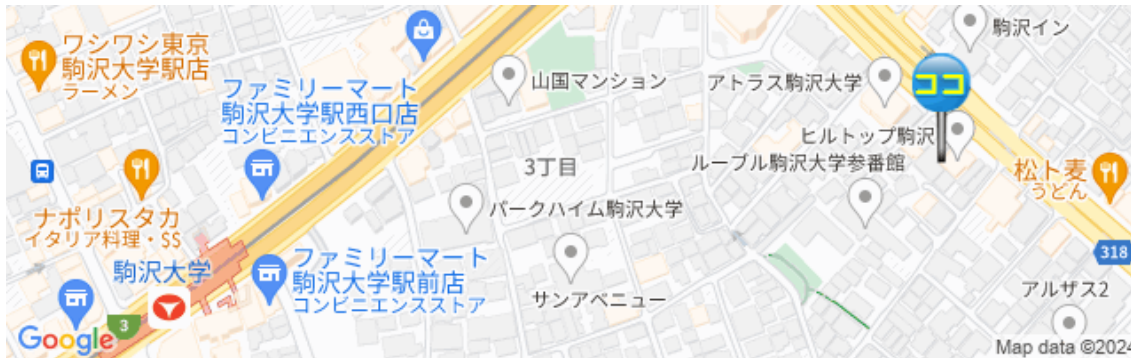 ワシワシ東京
駒沢大学駅店
ラーメン
ファミリーマート
駒沢大学駅西口店
コンビニエンスストア
ナポリスタカ
イタリア料理・$$
駒沢大学
ファミリーマート
駒沢大学駅前店
コンビニエンスストア
Google
3
山国マンション
3丁目
パークハイム駒沢大学
サンアベニュー
駒沢イン
アトラス駒沢大学
ココ
ヒルトップ駒沢
ルーブル駒沢大学参番館
松ト麦
うどん
318
アルザス2
Map data ©2024